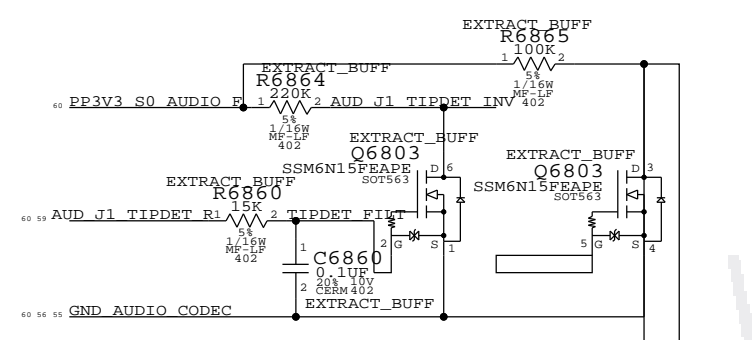 EXTRACT_BUFF
R6865
1 100K 2
5%
1/16W
MF-LF
402
EXTRACT_BUFF
R6864
220K
60 PP3V3_S0_AUDIO_F 1 2 AUD_J1_TIPDET_INV
5%
1/16W
MF-LF
402
EXTRACT_BUFF
Q6803
SSM6N15FEAPE
SOT563
D 6
2 G S
1
EXTRACT_BUFF
Q6803
SSM6N15FEAPE
SOT563
D 3
5 G S
4
EXTRACT_BUFF
R6860
15K
60 59 AUD_J1_TIPDET_R 1 2 TIPDET_FILT
5%
1/16W
MF-LF
402
1
C6860
0.1UF
20% 10V
2 CERM 402
EXTRACT_BUFF
60 56 55 GND_AUDIO_CODEC